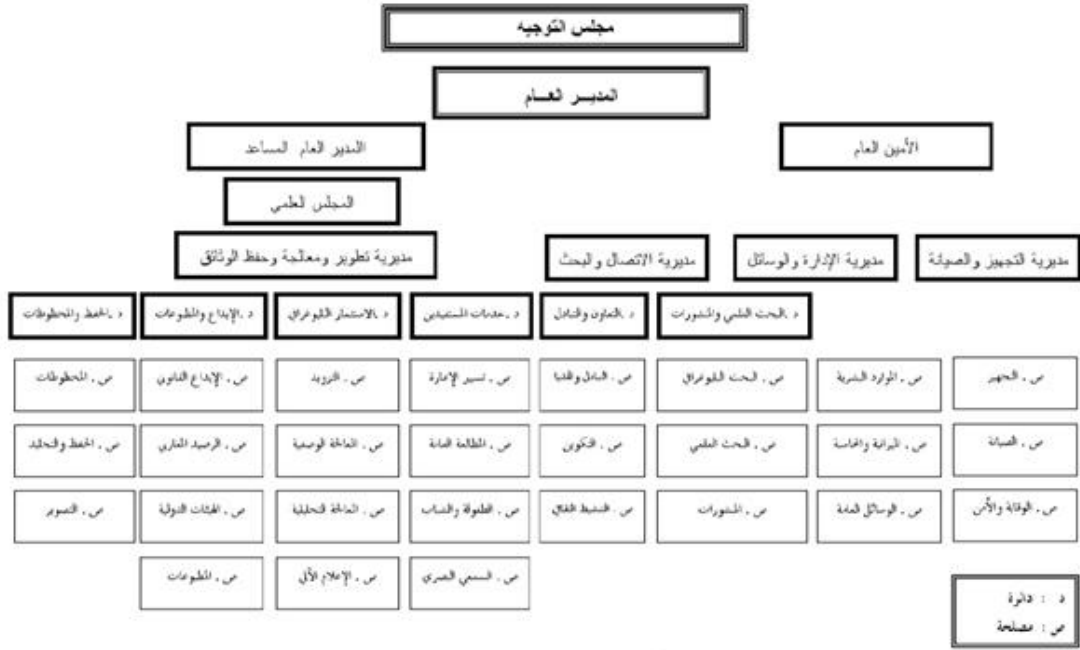 مجلس التوجيه
المديـــر العـــام
الأمين العام
المدير العام المساعد
المجلس العلمي
مديرية التجهيز والصيانة
مديرية الإدارة والوسائل
مديرية الاتصال والبحث
مديرية تطوير ومعالجة وحفظ الوثائق
د .البحث العلمي والمنشورات
د .التعاون والتبادل
د .خدمات المستفيدين
د .الاستثمار الببليوغرافي
د .الإيداع والمطبوعات
د .الحفظ والمخطوطات
ص . التجهيز
ص . الموارد البشرية
ص . البحث الببليوغرافي
ص . التبادل والهدايا
ص . تسيير الإعارة
ص . التزويد
ص . الإيداع القانوني
ص . المخطوطات
ص . الصيانة
ص . الميزانية والمحاسبة
ص . البحث العلمي
ص . التكوين
ص . المطالعة العامة
ص . المعالجة الوصفية
ص . الرصيد المغاربي
ص . الحفظ والتجليد
ص . الوقاية والأمن
ص . الوسائل العامة
ص . المنشورات
ص . التنشيط الثقافي
ص . الطفولة والشباب
ص . المعالجة التحليلية
ص . الهيئات الدولية
ص . التصوير
ص . السمعي البصري
ص . الإعلام الآلي
ص . المطبوعات
د : دائرة
ص : مصلحة